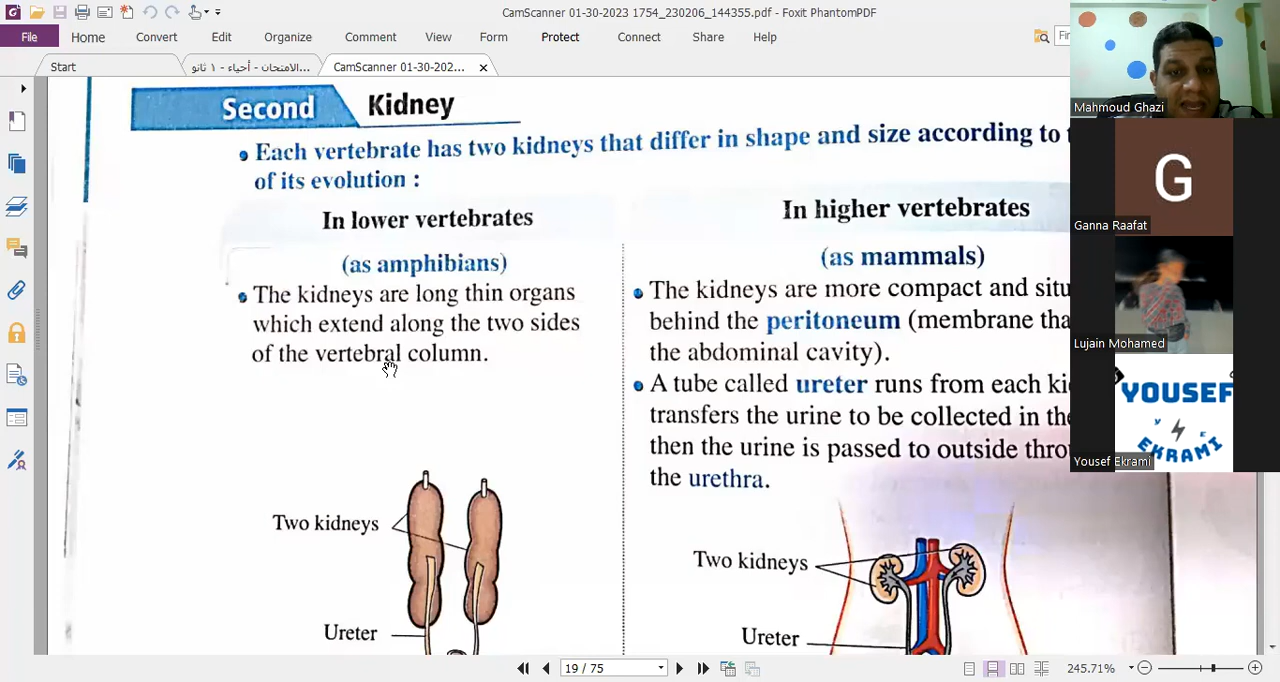 CamScanner 01-30-2023 1754_230206_144355.pdf - Foxit PhantomPDF
File Home Convert Edit Organize Comment View Form Protect Connect Share Help
Start
...الامتحان - أحياء - ١ ثانو
CamScanner 01-30-202...
Second Kidney
Each vertebrate has two kidneys that differ in shape and size according to
of its evolution :
In lower vertebrates
(as amphibians)
The kidneys are long thin organs
which extend along the two sides
of the vertebral column.
Two kidneys
Ureter
In higher vertebrates
(as mammals)
The kidneys are more compact and situ
behind the peritoneum (membrane tha
the abdominal cavity).
A tube called ureter runs from each ki
transfers the urine to be collected in the
then the urine is passed to outside thro
the urethra.
Two kidneys
Ureter
Mahmoud Ghazi
G
Ganna Raafat
Lujain Mohamed
YOUSEF
EKRAMI
Yousef Ekrami
19 / 75
245.71%